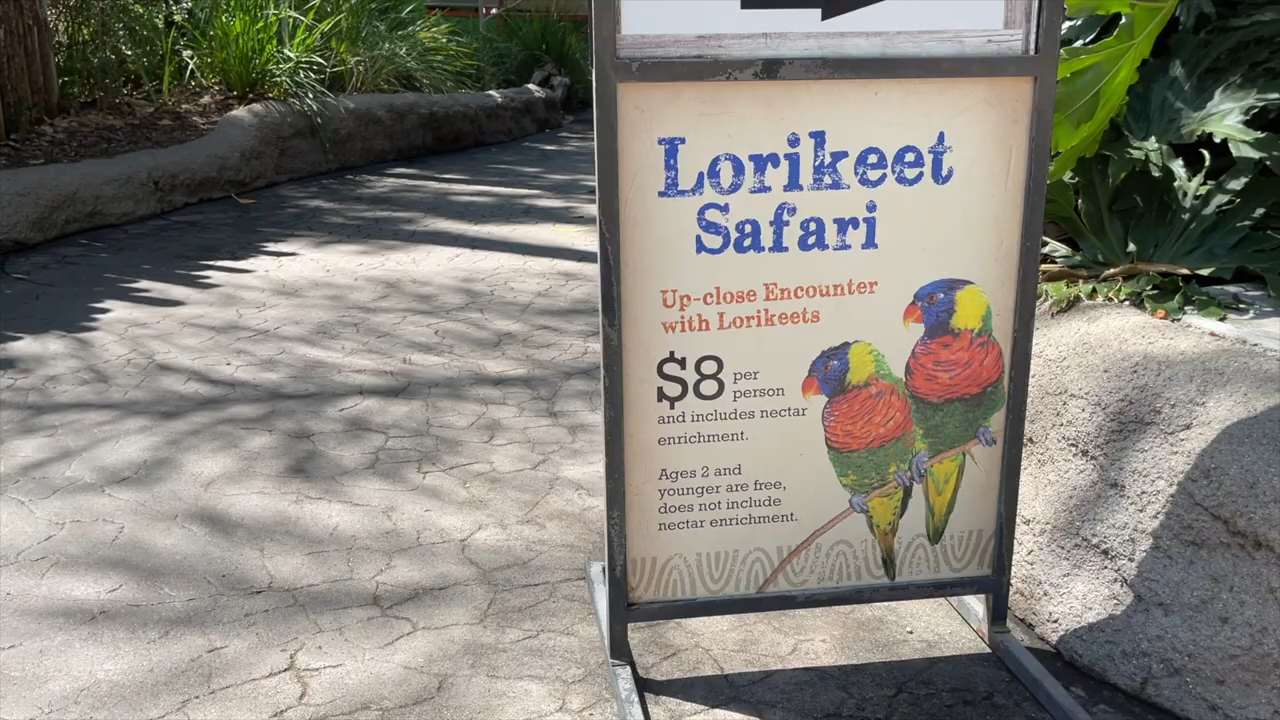 Lorikeet
Safari
Up-close Encounter
with Lorikeets
$8 per
person
and includes nectar
enrichment.
Ages 2 and
younger are free,
does not include
nectar enrichment.